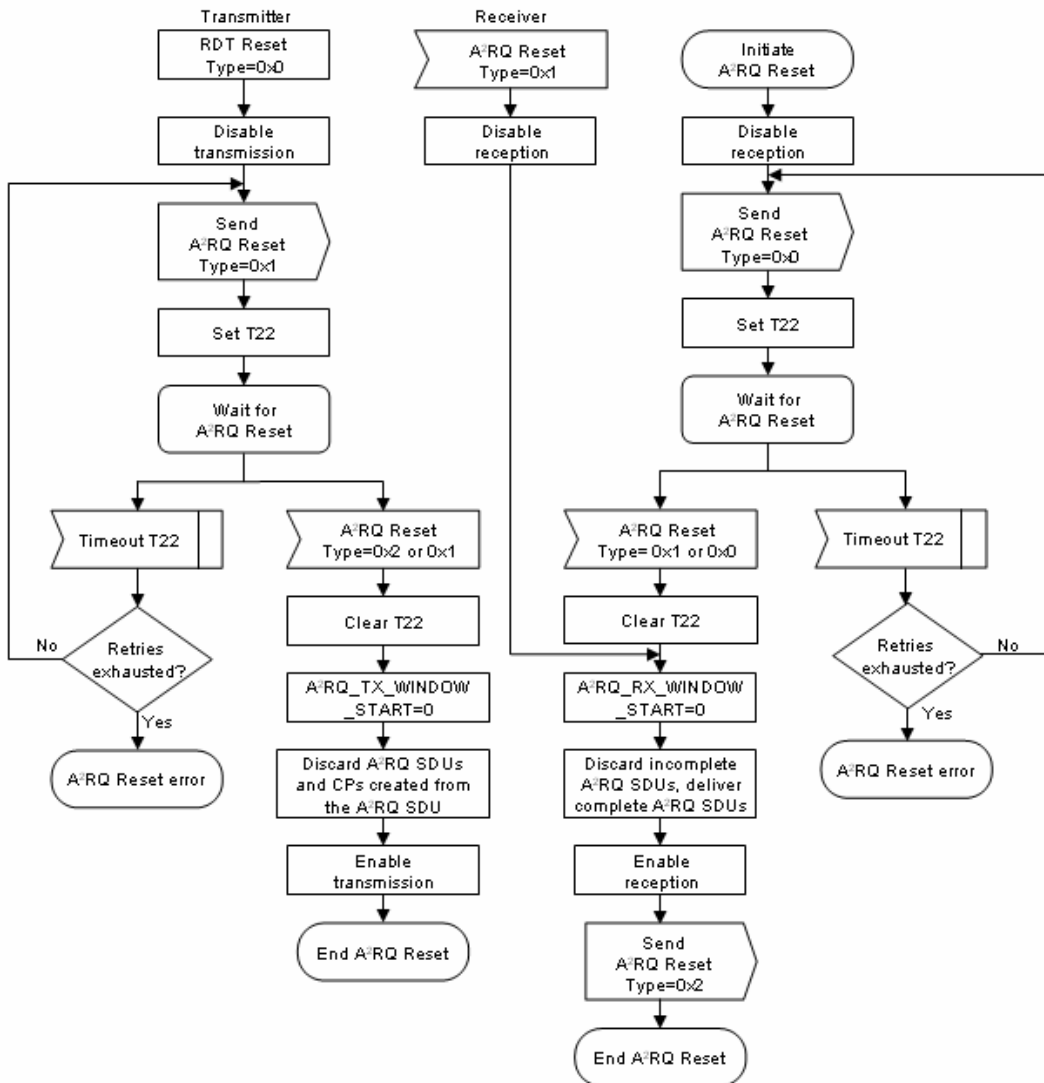 Transmitter
RDT Reset
Type=0x0
Disable
transmission
Send
A²RQ Reset
Type=0x1
Set T22
Wait for
A²RQ Reset
Timeout T22
No
Retries
exhausted?
Yes
A²RQ Reset error
A²RQ Reset
Type=0x2 or 0x1
Clear T22
A²RQ_TX_WINDOW
_START=0
Discard A²RQ SDUs
and CPs created from
the A²RQ SDU
Enable
transmission
End A²RQ Reset
Receiver
A²RQ Reset
Type=0x1
Disable
reception
Initiate
A²RQ Reset
Disable
reception
Send
A²RQ Reset
Type=0x0
Set T22
Wait for
A²RQ Reset
A²RQ Reset
Type= 0x1 or 0x0
Clear T22
A²RQ_RX_WINDOW
_START=0
Discard incomplete
A²RQ SDUs, deliver
complete A²RQ SDUs
Enable
reception
Send
A²RQ Reset
Type=0x2
End A²RQ Reset
Timeout T22
Retries
exhausted?
No
Yes
A²RQ Reset error